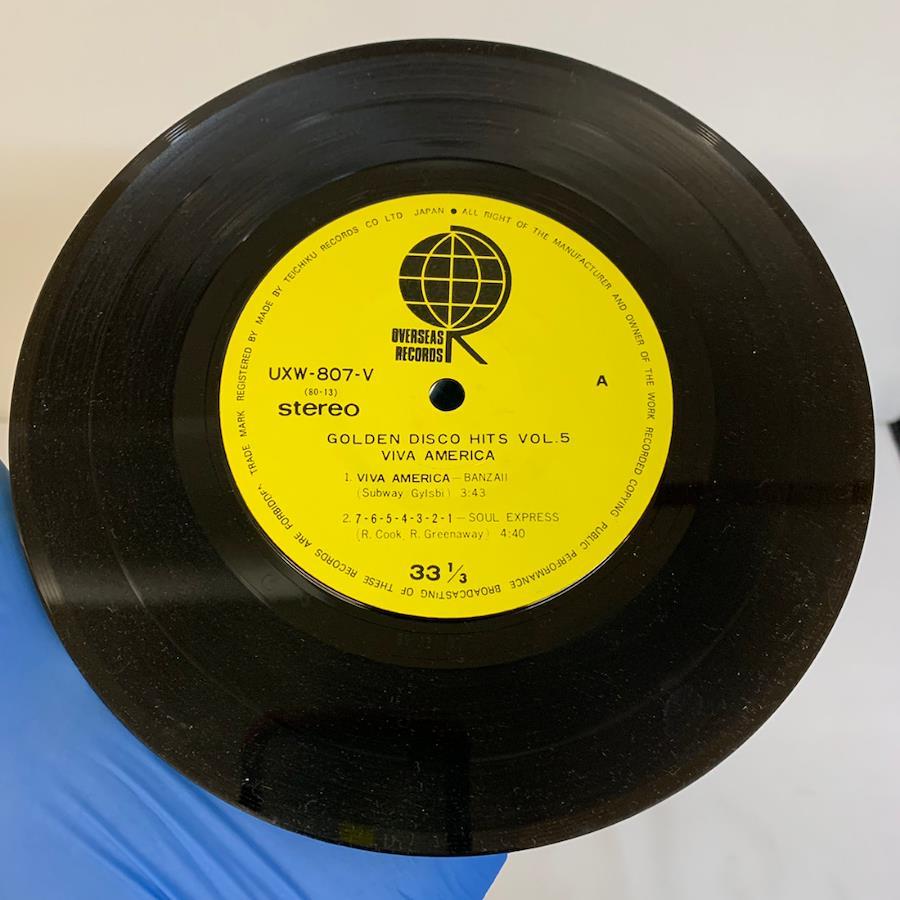 TRADE MARK REGISTERED BY MADE BY TEICHIKU RECORDS CO LTD JAPAN ● ALL RIGHT OF THE MANUFACTURER AND OWNER OF THE WORK RECORDED COPYING PUBLIC PERFORMANCE BROADCASTING OF THESE RECORDS ARE FORBIDDE,
OVERSEAS
RECORDS
UXW-807-V
A
(80-13)
stereo
GOLDEN DISCO HITS VOL.5
VIVA AMERICA
1. VIVA AMERICA — BANZAII
(Subway Gylsbi) 3:43
2. 7-6-5-4-3-2-1 — SOUL EXPRESS
(R. Cook, R. Greenaway) 4:40
33 1/3